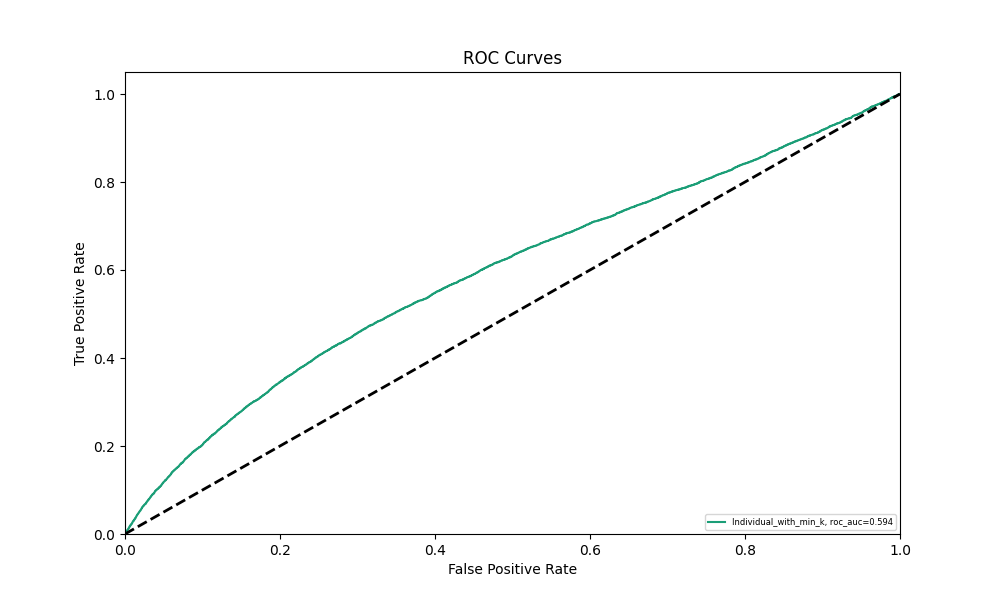 ROC Curves
True Positive Rate
1.0
0.8
0.6
0.4
0.2
0.0
0.0 0.2 0.4 0.6 0.8 1.0
False Positive Rate
Individual_with_min_k, roc_auc=0.594